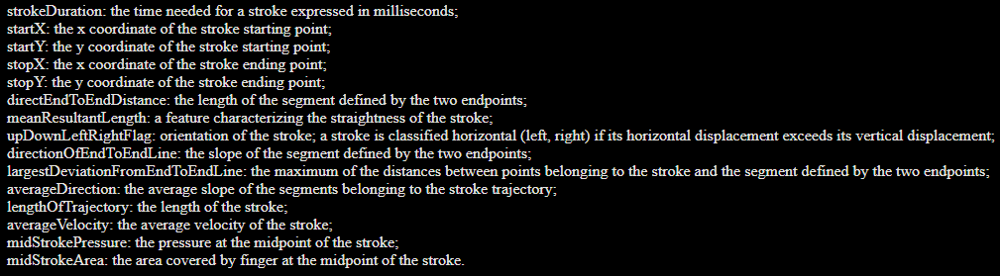 strokeDuration: the time needed for a stroke expressed in milliseconds;
startX: the x coordinate of the stroke starting point;
startY: the y coordinate of the stroke starting point;
stopX: the x coordinate of the stroke ending point;
stopY: the y coordinate of the stroke ending point;
directEndToEndDistance: the length of the segment defined by the two endpoints;
meanResultantLength: a feature characterizing the straightness of the stroke;
upDownLeftRightFlag: orientation of the stroke; a stroke is classified horizontal (left, right) if its horizontal displacement exceeds its vertical displacement;
directionOfEndToEndLine: the slope of the segment defined by the two endpoints;
largestDeviationFromEndToEndLine: the maximum of the distances between points belonging to the stroke and the segment defined by the two endpoints;
averageDirection: the average slope of the segments belonging to the stroke trajectory;
lengthOfTrajectory: the length of the stroke;
averageVelocity: the average velocity of the stroke;
midStrokePressure: the pressure at the midpoint of the stroke;
midStrokeArea: the area covered by finger at the midpoint of the stroke.